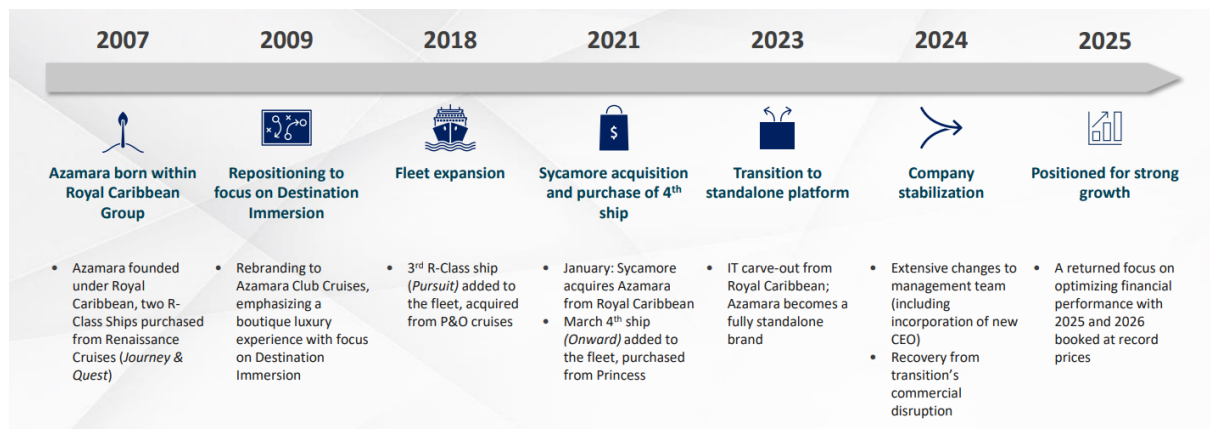 2007
2009
2018
2021
2023
2024
2025
$
Azamara born within
Royal Caribbean
Group
Repositioning to
focus on Destination
Immersion
Fleet expansion
Sycamore acquisition
and purchase of 4th
ship
Transition to
standalone platform
Company
stabilization
Positioned for strong
growth
• Azamara founded
under Royal
Caribbean, two R-
Class Ships purchased
from Renaissance
Cruises (Journey &
Quest)
• Rebranding to
Azamara Club Cruises,
emphasizing a
boutique luxury
experience with focus
on Destination
Immersion
• 3rd R-Class ship
(Pursuit) added to
the fleet, acquired
from P&O cruises
• January: Sycamore
acquires Azamara
from Royal Caribbean
• March 4th ship
(Onward) added to
the fleet, purchased
from Princess
• IT carve-out from
Royal Caribbean;
Azamara becomes a
fully standalone
brand
• Extensive changes to
management team
(including
incorporation of new
CEO)
• Recovery from
transition's
commercial
disruption
• A returned focus on
optimizing financial
performance with
2025 and 2026
booked at record
prices